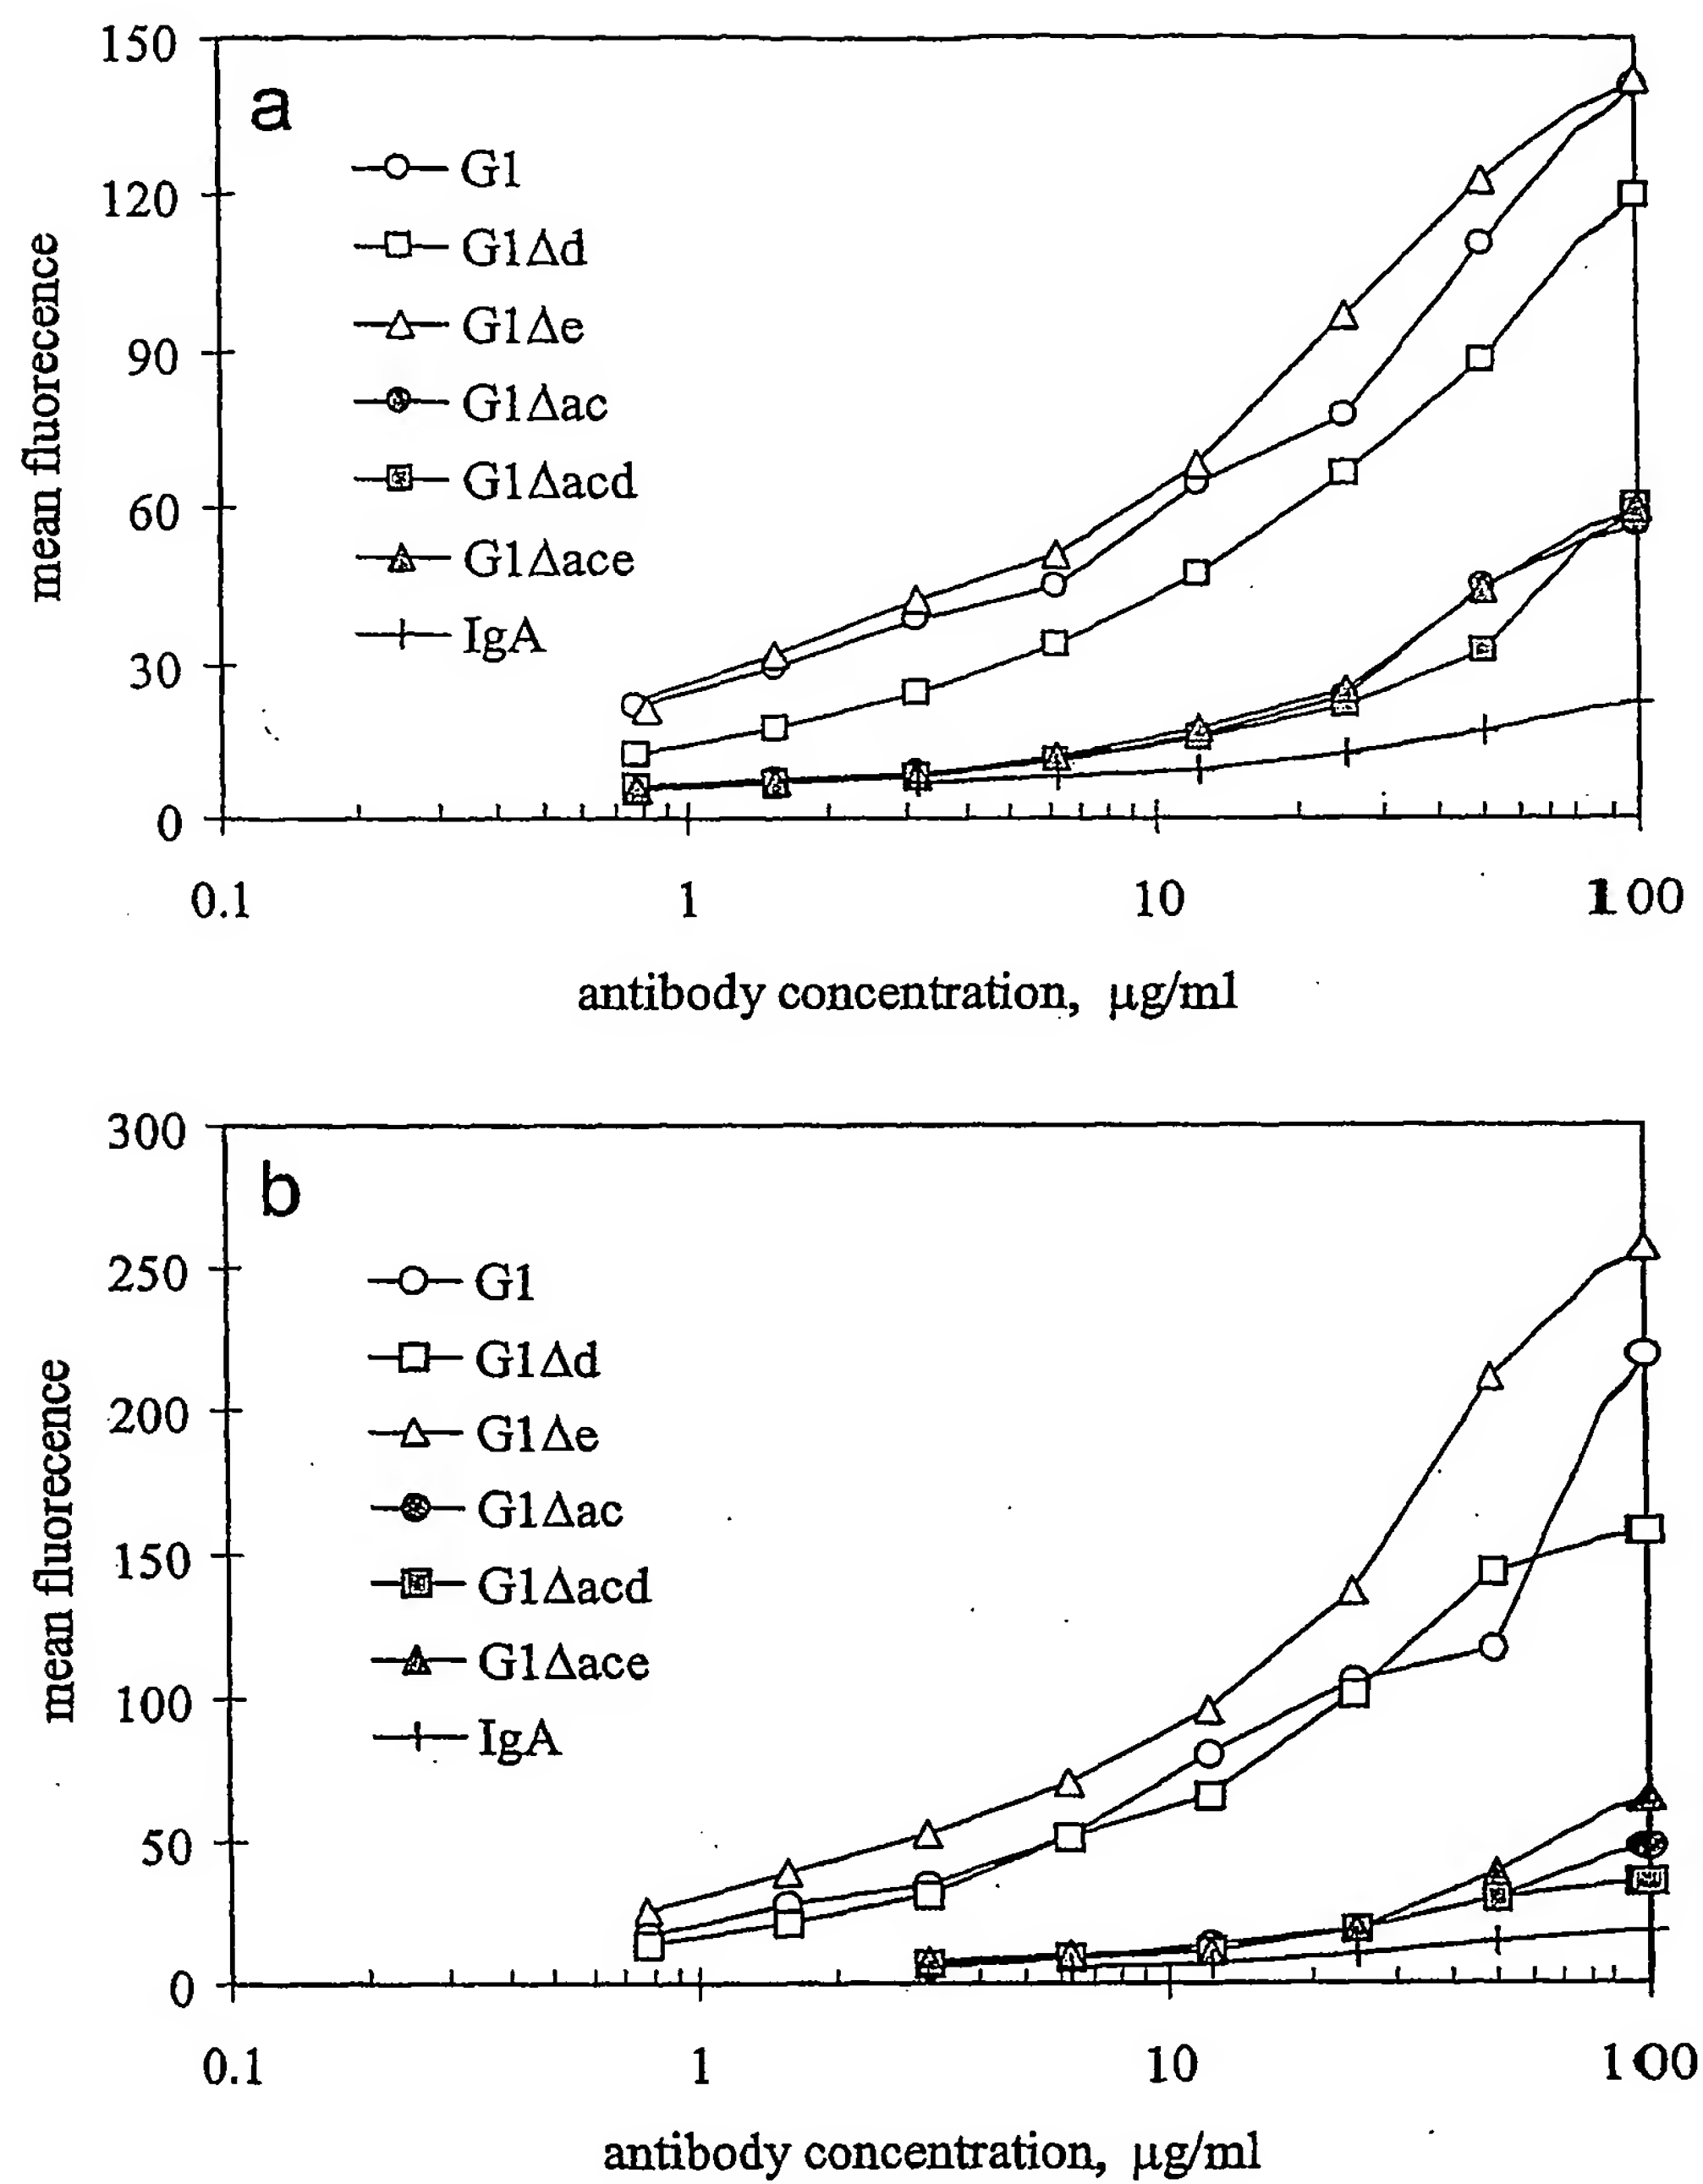 150
a
G1
120
G1Δd
G1Δe
90
G1Δac
G1Δacd
60
G1Δace
IgA
30
0
mean fluorecence
0.1 1 10 100
antibody concentration, μg/ml
300
b
250
G1
G1Δd
200
G1Δe
G1Δac
150
G1Δacd
G1Δace
100
IgA
50
0
mean fluorecence
0.1 1 10 100
antibody concentration, μg/ml